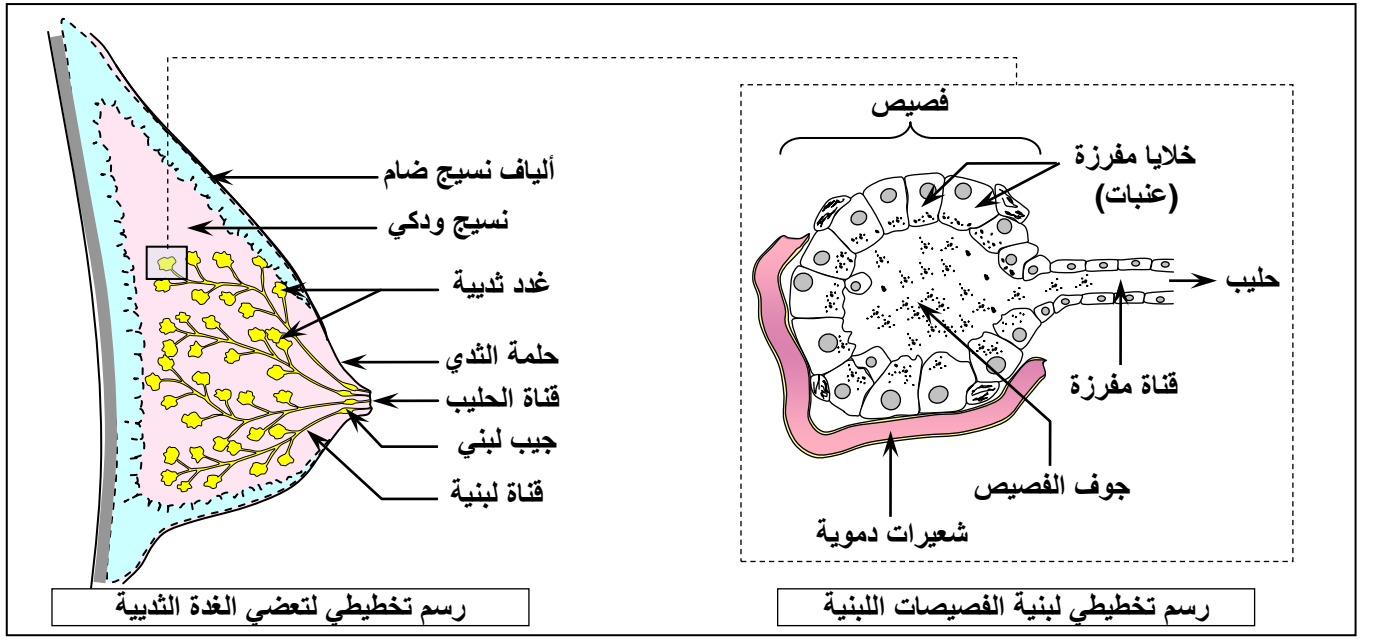 فصيص
خلايا مفرزة
(عنبات)
حليب
قناة مفرزة
جوف الفصيص
شعيرات دموية
ألياف نسيج ضام
نسيج ودكي
غدد ثديية
حلمة الثدي
قناة الحليب
جيب لبني
قناة لبنية
رسم تخطيطي لبنية الفصيصات اللبنية
رسم تخطيطي لتعضي الغدة الثديية